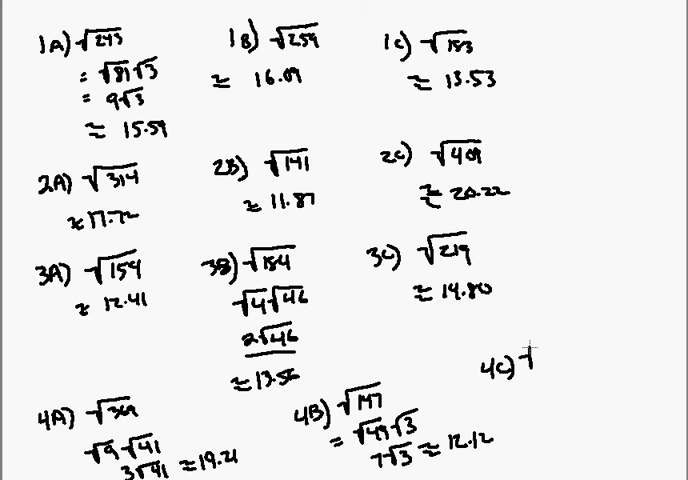 1A) √243
1B) √259
1C) √183
= √81√3
≈ 16.09
≈ 13.53
= 9√3
≈ 15.59
2A) √314
2B) √141
2C) √409
≈ 17.72
≈ 11.87
≈ 20.22
3A) √154
3B) √184
3C) √219
≈ 12.41
√4√46
≈ 14.80
2√46
≈ 13.56
4A) √369
4B) √147
4C) √
√9√41
= √49√3
3√41 ≈ 19.21
7√3 ≈ 12.12